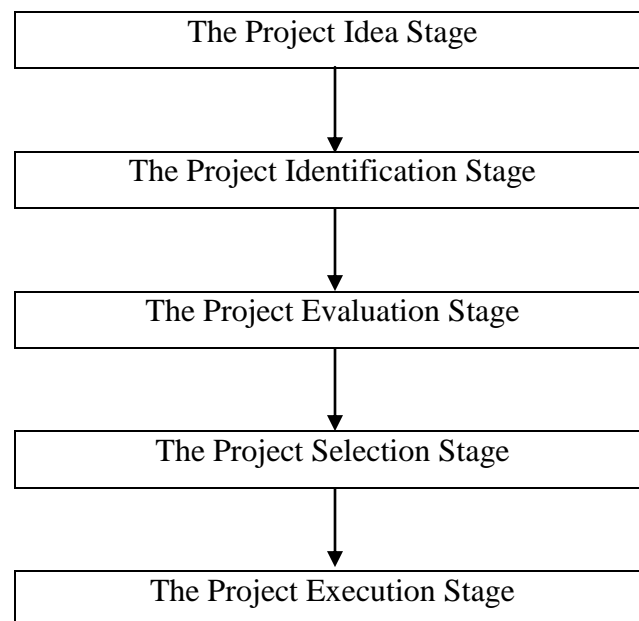 The Project Idea Stage
The Project Identification Stage
The Project Evaluation Stage
The Project Selection Stage
The Project Execution Stage